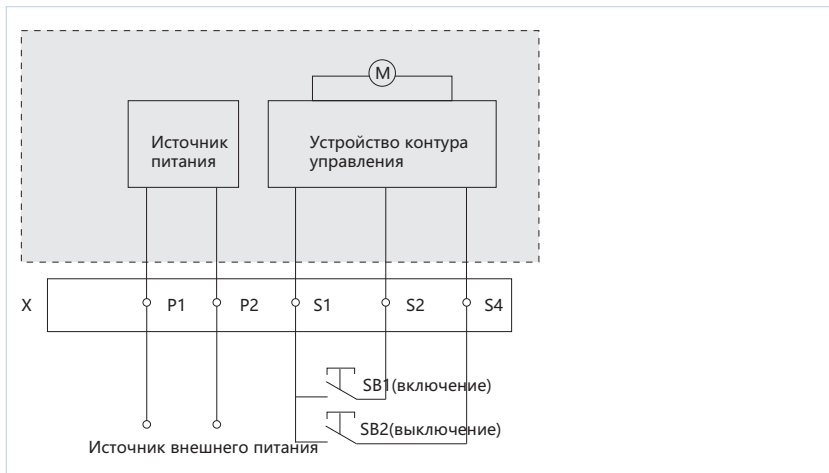 M
Источник
питания
Устройство контура
управления
X P1 P2 S1 S2 S4
SB1(включение)
SB2(выключение)
Источник внешнего питания